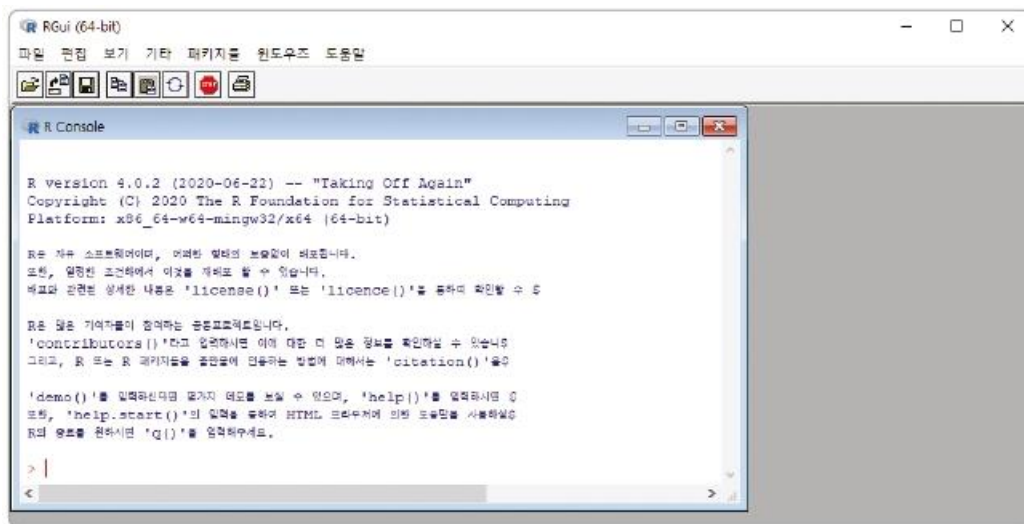 RGui (64-bit)
파일 편집 보기 기타 패키지들 윈도우즈 도움말
STOP
R Console
R version 4.0.2 (2020-06-22) -- "Taking Off Again"
Copyright (C) 2020 The R Foundation for Statistical Computing
Platform: x86_64-w64-mingw32/x64 (64-bit)
R은 자유 소프트웨어이며, 어떠한 형태의 보증없이 배포됩니다.
또한, 일정한 조건하에서 이것을 재배포 할 수 있습니다.
배포와 관련된 상세한 내용은 'license()' 또는 'licence()'을 통하여 확인할 수 $
R은 많은 기여자들이 참여하는 공동프로젝트입니다.
'contributors()'라고 입력하시면 이에 대한 더 많은 정보를 확인하실 수 있습니$
그리고, R 또는 R 패키지들을 출판물에 인용하는 방법에 대해서는 'citation()'을$
'demo()'를 입력하신다면 몇가지 데모를 보실 수 있으며, 'help()'를 입력하시면 $
또한, 'help.start()'의 입력을 통하여 HTML 브라우저에 의한 도움말을 사용하실$
R의 종료를 원하시면 'q()'을 입력해주세요.
>